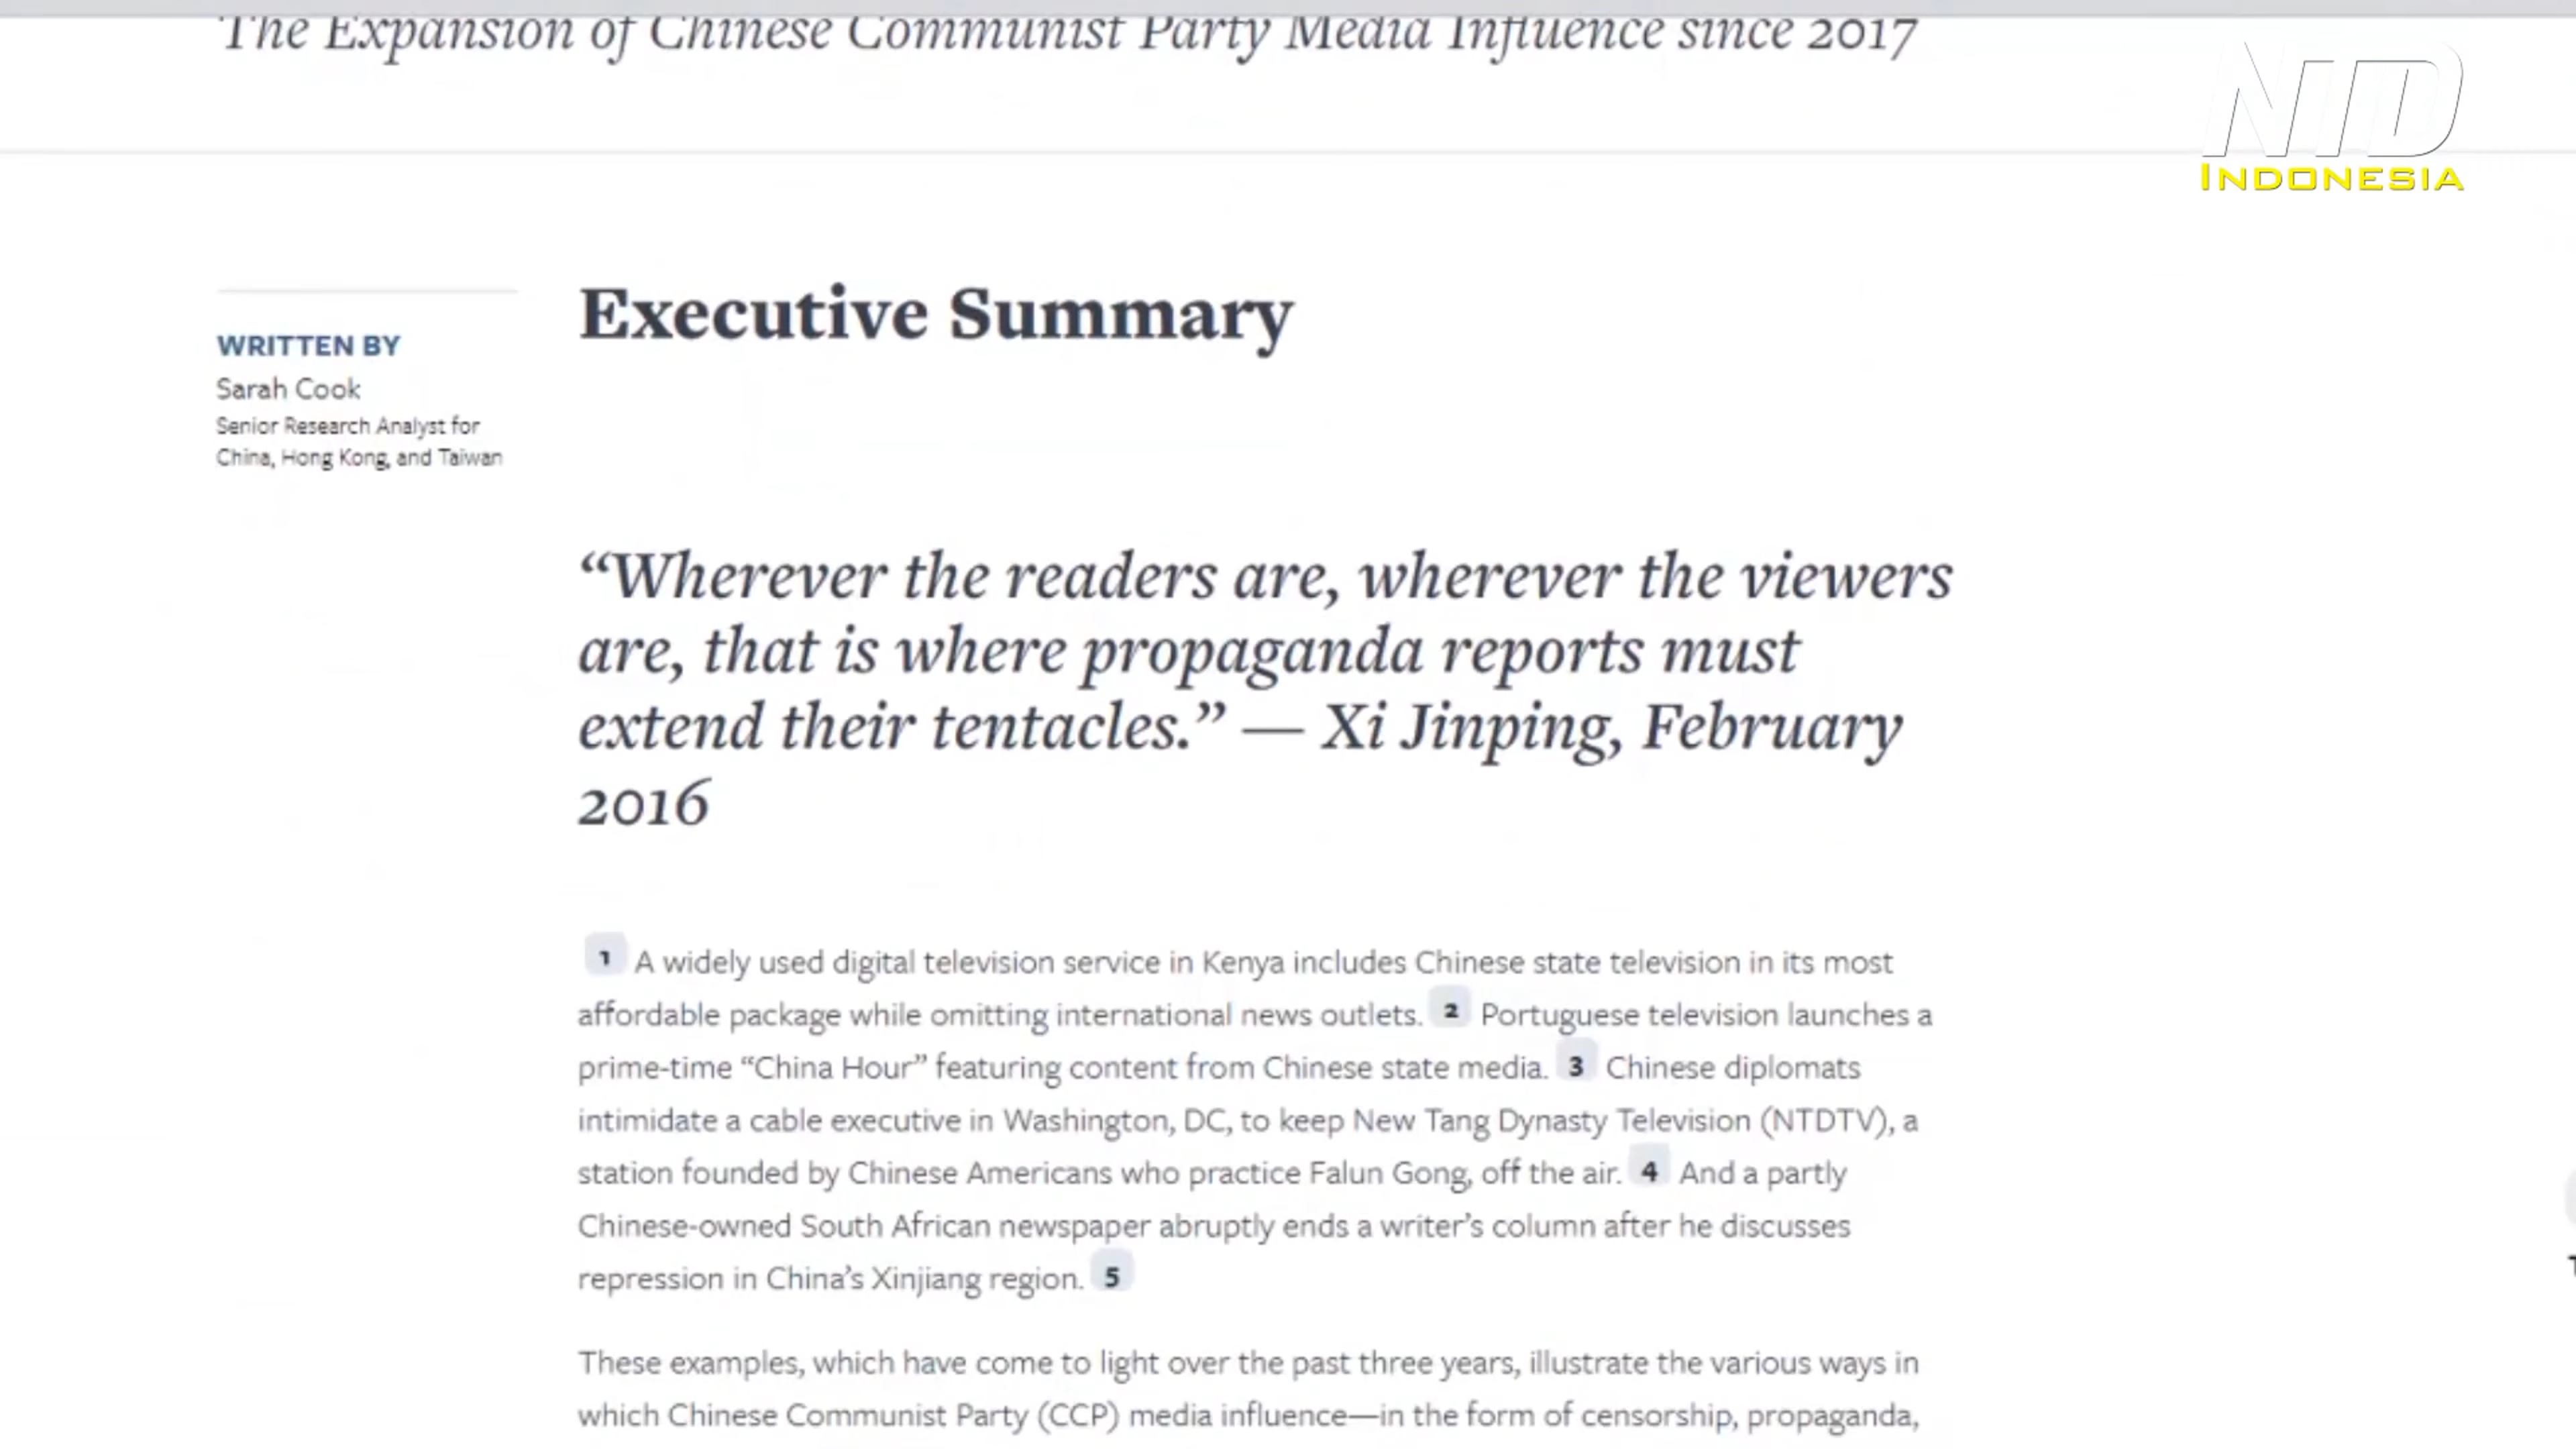 The Expansion of Chinese Communist Party Media Influence since 2017
NTD
INDONESIA
Executive Summary
WRITTEN BY
Sarah Cook
Senior Research Analyst for
China, Hong Kong, and Taiwan
“Wherever the readers are, wherever the viewers
are, that is where propaganda reports must
extend their tentacles.” — Xi Jinping, February
2016
1 A widely used digital television service in Kenya includes Chinese state television in its most
affordable package while omitting international news outlets. 2 Portuguese television launches a
prime-time “China Hour” featuring content from Chinese state media. 3 Chinese diplomats
intimidate a cable executive in Washington, DC, to keep New Tang Dynasty Television (NTDTV), a
station founded by Chinese Americans who practice Falun Gong, off the air. 4 And a partly
Chinese-owned South African newspaper abruptly ends a writer’s column after he discusses
repression in China’s Xinjiang region. 5
These examples, which have come to light over the past three years, illustrate the various ways in
which Chinese Communist Party (CCP) media influence—in the form of censorship, propaganda,